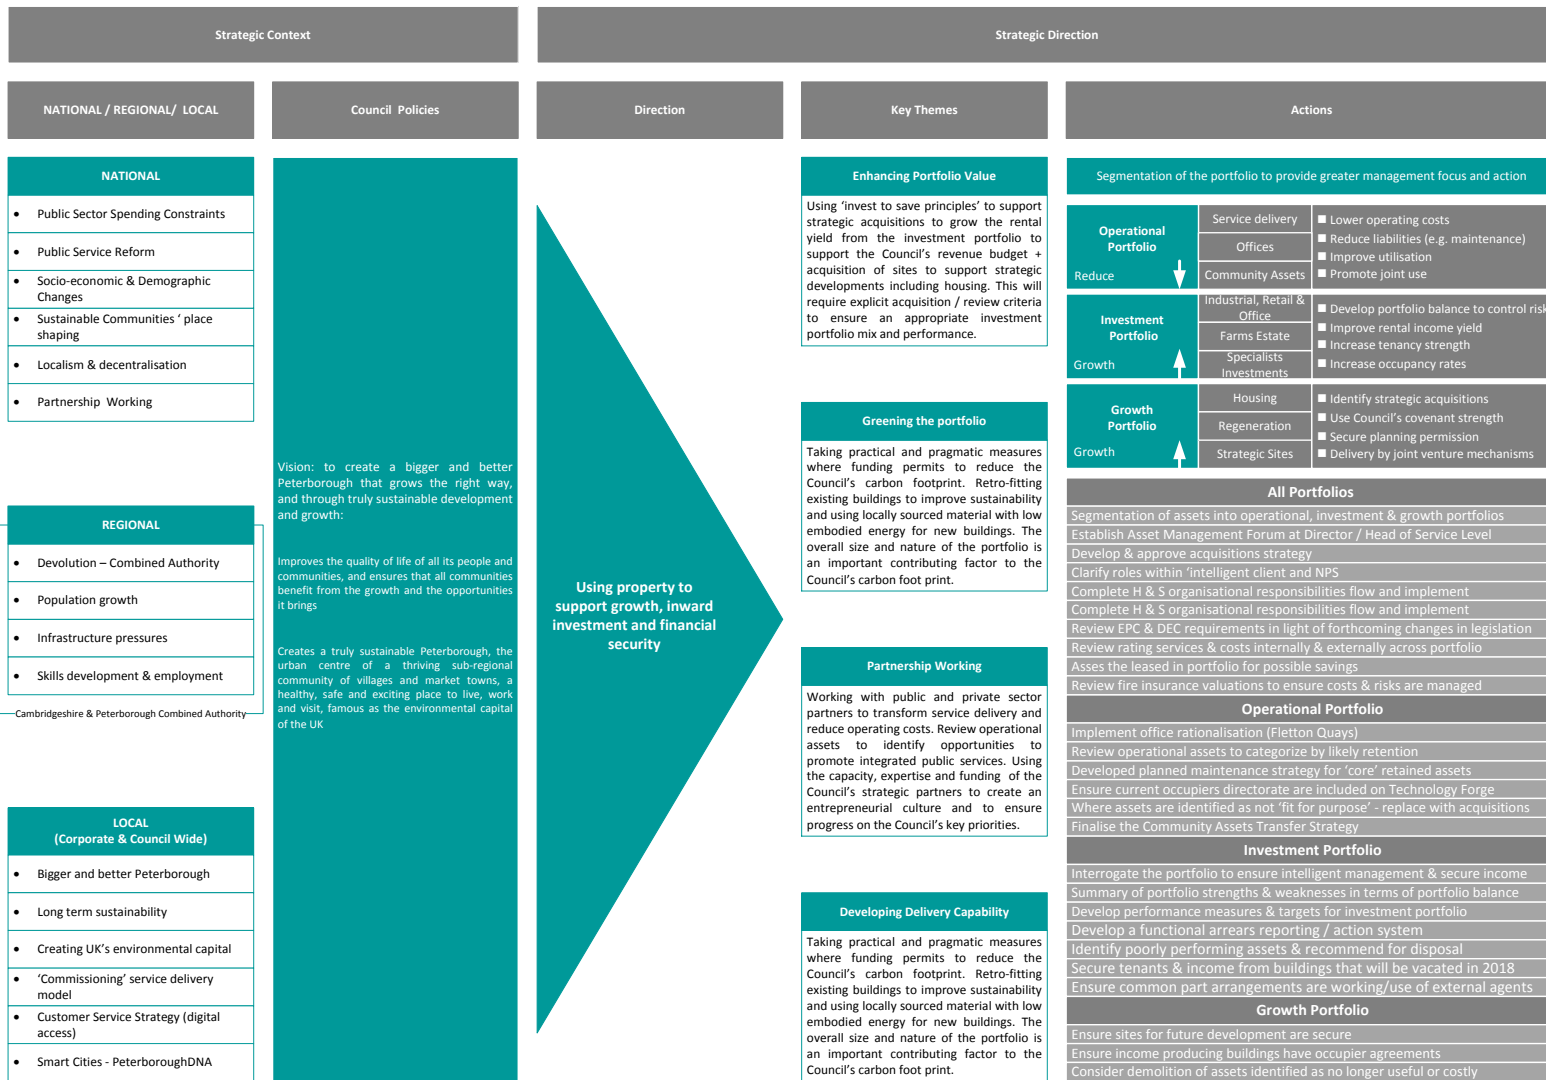 Strategic Context
Strategic Direction
NATIONAL / REGIONAL/  LOCAL
Council  Policies
Direction
Key Themes
Actions
NATIONAL
• Public Sector Spending Constraints
• Public Service Reform
• Socio-economic & Demographic
Changes
• Sustainable Communities ‘ place
shaping
• Localism & decentralisation
• Partnership  Working
REGIONAL
• Devolution – Combined Authority
• Population growth
• Infrastructure pressures
• Skills development & employment
Cambridgeshire & Peterborough Combined Authority
LOCAL
(Corporate & Council Wide)
• Bigger and better Peterborough
• Long term sustainability
• Creating UK’s environmental capital
• ‘Commissioning’ service delivery
model
• Customer Service Strategy (digital
access)
• Smart Cities - PeterboroughDNA
Vision: to create a bigger and better
Peterborough that grows the right way,
and through truly sustainable development
and growth:
Improves the quality of life of all its people and
communities, and ensures that all communities
benefit from the growth and the opportunities
it brings
Creates a truly sustainable Peterborough, the
urban centre of a thriving sub-regional
community of villages and market towns, a
healthy, safe and exciting place to live, work
and visit, famous as the environmental capital
of the UK
Using property to
support growth, inward
investment and financial
security
Enhancing Portfolio Value
Using ‘invest to save principles’ to support
strategic acquisitions to grow the rental
yield from the investment portfolio to
support the Council’s revenue budget +
acquisition of sites to support strategic
developments including housing. This will
require explicit acquisition / review criteria
to ensure an appropriate investment
portfolio mix and performance.
Greening the portfolio
Taking practical and pragmatic measures
where funding permits to reduce the
Council’s carbon footprint. Retro-fitting
existing buildings to improve sustainability
and using locally sourced material with low
embodied energy for new buildings. The
overall size and nature of the portfolio is
an important contributing factor to the
Council’s carbon foot print.
Partnership Working
Working with public and private sector
partners to transform service delivery and
reduce operating costs. Review operational
assets to identify opportunities to
promote integrated public services. Using
the capacity, expertise and funding  of the
Council’s strategic partners to create an
entrepreneurial culture and to ensure
progress on the Council’s key priorities.
Developing Delivery Capability
Taking practical and pragmatic measures
where funding permits to reduce the
Council’s carbon footprint. Retro-fitting
existing buildings to improve sustainability
and using locally sourced material with low
embodied energy for new buildings. The
overall size and nature of the portfolio is
an important contributing factor to the
Council’s carbon foot print.
Segmentation of the portfolio to provide greater management focus and action
Operational
Portfolio
Reduce
Service delivery
Offices
Community Assets
■ Lower operating costs
■ Reduce liabilities (e.g. maintenance)
■ Improve utilisation
■ Promote joint use
Investment
Portfolio
Growth
Industrial, Retail &
Office
Farms Estate
Specialists
Investments
■ Develop portfolio balance to control risk
■ Improve rental income yield
■ Increase tenancy strength
■ Increase occupancy rates
Growth
Portfolio
Growth
Housing
Regeneration
Strategic Sites
■ Identify strategic acquisitions
■ Use Council’s covenant strength
■ Secure planning permission
■ Delivery by joint venture mechanisms
All Portfolios
Segmentation of assets into operational, investment & growth portfolios
Establish Asset Management Forum at Director / Head of Service Level
Develop & approve acquisitions strategy
Clarify roles within ‘intelligent client and NPS
Complete H & S organisational responsibilities flow and implement
Complete H & S organisational responsibilities flow and implement
Review EPC & DEC requirements in light of forthcoming changes in legislation
Review rating services & costs internally & externally across portfolio
Asses the leased in portfolio for possible savings
Review fire insurance valuations to ensure costs & risks are managed
Operational Portfolio
Implement office rationalisation (Fletton Quays)
Review operational assets to categorize by likely retention
Developed planned maintenance strategy for ‘core’ retained assets
Ensure current occupiers directorate are included on Technology Forge
Where assets are identified as not ‘fit for purpose’ - replace with acquisitions
Finalise the Community Assets Transfer Strategy
Investment Portfolio
Interrogate the portfolio to ensure intelligent management & secure income
Summary of portfolio strengths & weaknesses in terms of portfolio balance
Develop performance measures & targets for investment portfolio
Develop a functional arrears reporting / action system
Identify poorly performing assets & recommend for disposal
Secure tenants & income from buildings that will be vacated in 2018
Ensure common part arrangements are working/use of external agents
Growth Portfolio
Ensure sites for future development are secure
Ensure income producing buildings have occupier agreements
Consider demolition of assets identified as no longer useful or costly